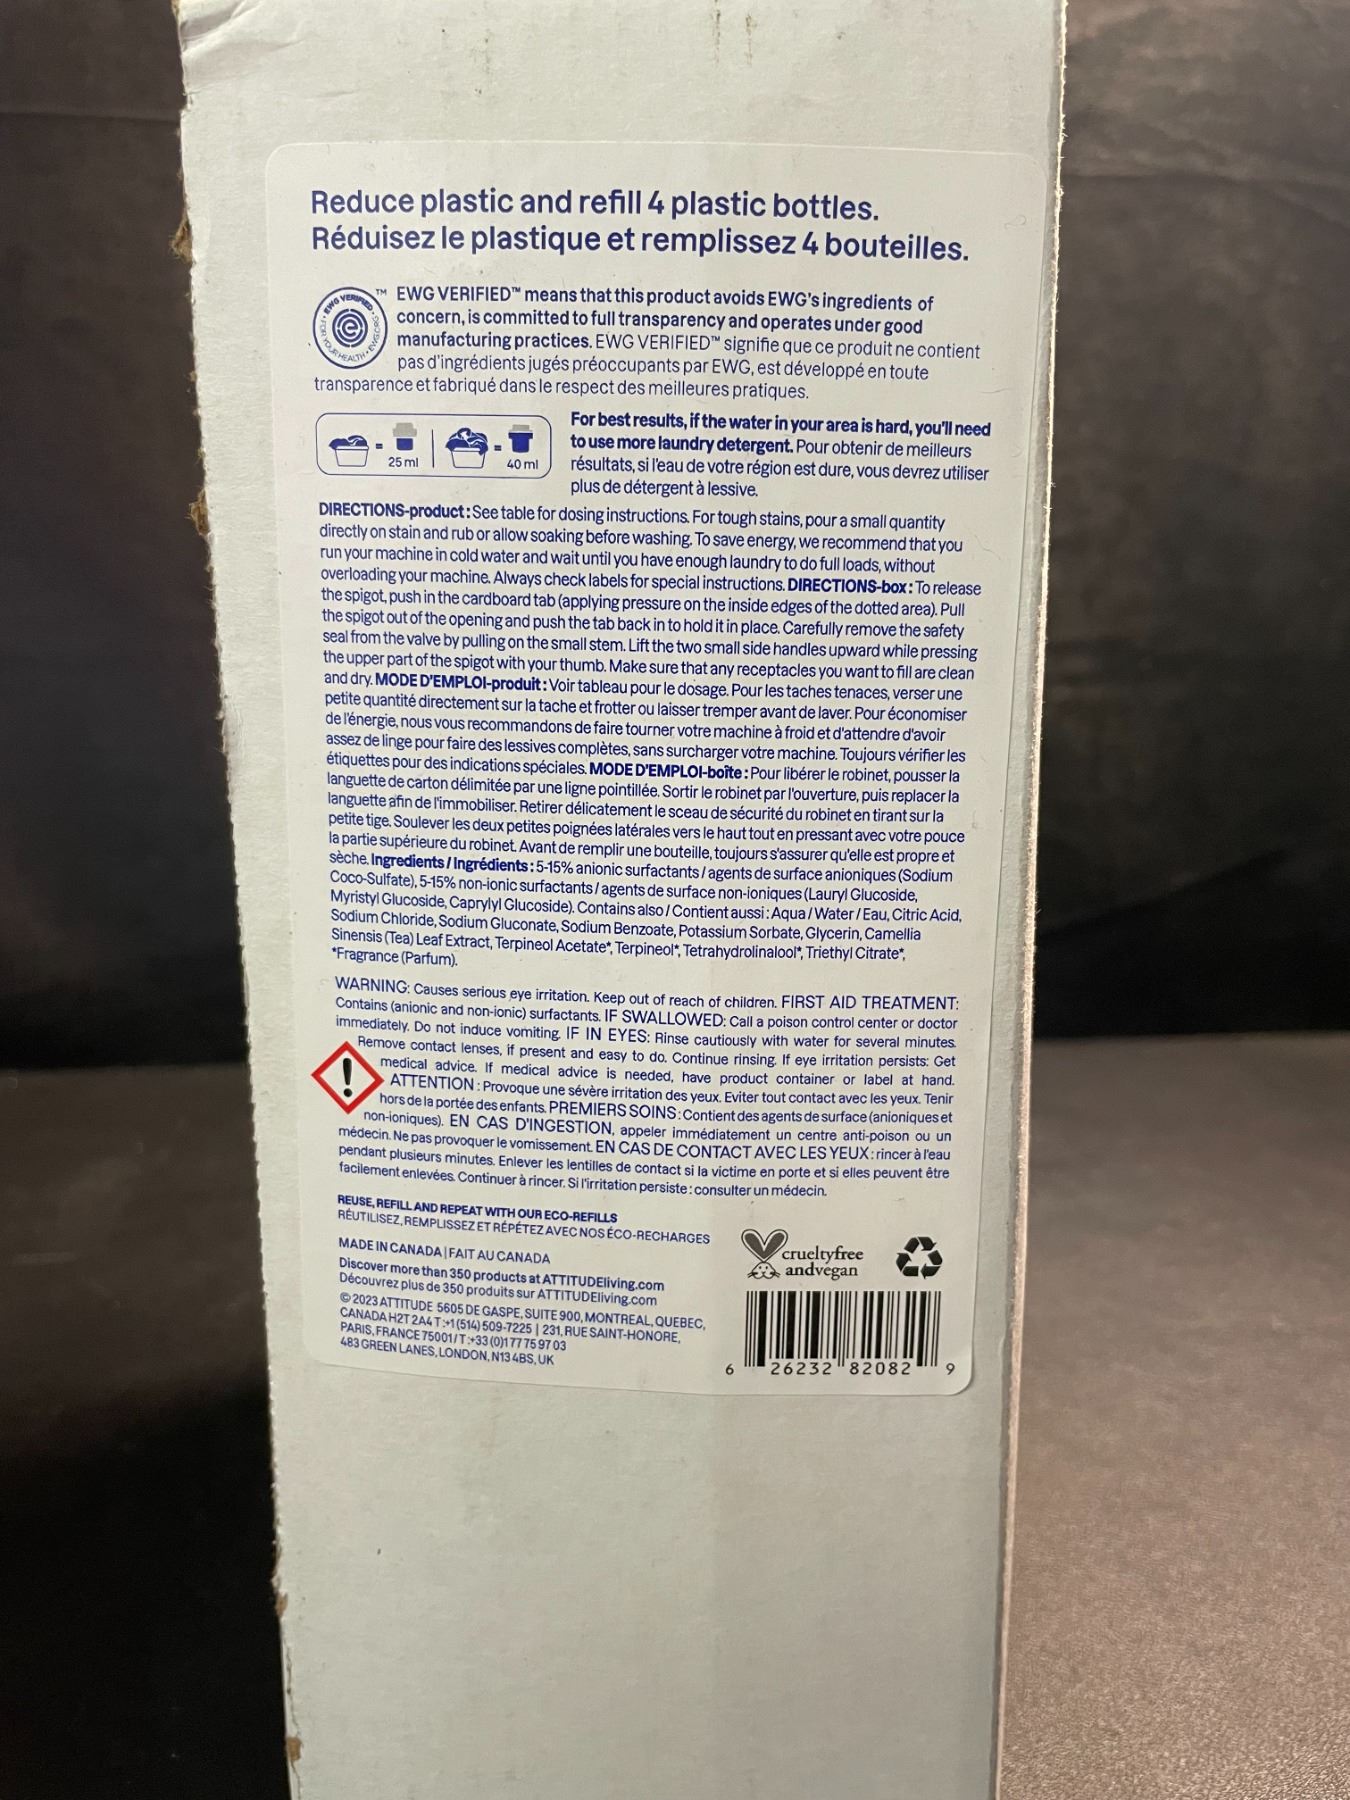 Reduce plastic and refill 4 plastic bottles.
Réduisez le plastique et remplissez 4 bouteilles.
EWG VERIFIED • FOR YOUR HEALTH • EWG.ORG
™ EWG VERIFIED™ means that this product avoids EWG's ingredients of
concern, is committed to full transparency and operates under good
manufacturing practices. EWG VERIFIED™ signifie que ce produit ne contient
pas d'ingrédients jugés préoccupants par EWG, est développé en toute
transparence et fabriqué dans le respect des meilleures pratiques.
= 25 ml | = 40 ml
For best results, if the water in your area is hard, you'll need
to use more laundry detergent. Pour obtenir de meilleurs
résultats, si l'eau de votre région est dure, vous devrez utiliser
plus de détergent à lessive.
DIRECTIONS-product: See table for dosing instructions. For tough stains, pour a small quantity
directly on stain and rub or allow soaking before washing. To save energy, we recommend that you
run your machine in cold water and wait until you have enough laundry to do full loads, without
overloading your machine. Always check labels for special instructions. DIRECTIONS-box: To release
the spigot, push in the cardboard tab (applying pressure on the inside edges of the dotted area). Pull
the spigot out of the opening and push the tab back in to hold it in place. Carefully remove the safety
seal from the valve by pulling on the small stem. Lift the two small side handles upward while pressing
the upper part of the spigot with your thumb. Make sure that any receptacles you want to fill are clean
and dry. MODE D'EMPLOI-produit: Voir tableau pour le dosage. Pour les taches tenaces, verser une
petite quantité directement sur la tache et frotter ou laisser tremper avant de laver. Pour économiser
de l'énergie, nous vous recommandons de faire tourner votre machine à froid et d'attendre d'avoir
assez de linge pour faire des lessives complètes, sans surcharger votre machine. Toujours vérifier les
étiquettes pour des indications spéciales. MODE D'EMPLOI-boîte: Pour libérer le robinet, pousser la
languette de carton délimitée par une ligne pointillée. Sortir le robinet par l'ouverture, puis replacer la
languette afin de l'immobiliser. Retirer délicatement le sceau de sécurité du robinet en tirant sur la
petite tige. Soulever les deux petites poignées latérales vers le haut tout en pressant avec votre pouce
la partie supérieure du robinet. Avant de remplir une bouteille, toujours s'assurer qu'elle est propre et
sèche. Ingredients / Ingrédients: 5-15% anionic surfactants / agents de surface anioniques (Sodium
Coco-Sulfate), 5-15% non-ionic surfactants / agents de surface non-ioniques (Lauryl Glucoside,
Myristyl Glucoside, Caprylyl Glucoside). Contains also / Contient aussi: Aqua / Water / Eau, Citric Acid,
Sodium Chloride, Sodium Gluconate, Sodium Benzoate, Potassium Sorbate, Glycerin, Camellia
Sinensis (Tea) Leaf Extract, Terpineol Acetate*, Terpineol*, Tetrahydrolinalool*, Triethyl Citrate*,
*Fragrance (Parfum).
WARNING: Causes serious eye irritation. Keep out of reach of children. FIRST AID TREATMENT:
Contains (anionic and non-ionic) surfactants. IF SWALLOWED: Call a poison control center or doctor
immediately. Do not induce vomiting. IF IN EYES: Rinse cautiously with water for several minutes.
Remove contact lenses, if present and easy to do. Continue rinsing. If eye irritation persists: Get
medical advice. If medical advice is needed, have product container or label at hand.
ATTENTION: Provoque une sévère irritation des yeux. Eviter tout contact avec les yeux. Tenir
hors de la portée des enfants. PREMIERS SOINS: Contient des agents de surface (anioniques et
non-ioniques). EN CAS D'INGESTION, appeler immédiatement un centre anti-poison ou un
médecin. Ne pas provoquer le vomissement. EN CAS DE CONTACT AVEC LES YEUX: rincer à l'eau
pendant plusieurs minutes. Enlever les lentilles de contact si la victime en porte et si elles peuvent être
facilement enlevées. Continuer à rincer. Si l'irritation persiste: consulter un médecin.
REUSE, REFILL AND REPEAT WITH OUR ECO-REFILLS
RÉUTILISEZ, REMPLISSEZ ET RÉPÉTEZ AVEC NOS ÉCO-RECHARGES
MADE IN CANADA | FAIT AU CANADA
Discover more than 350 products at ATTITUDEliving.com
Découvrez plus de 350 produits sur ATTITUDEliving.com
© 2023 ATTITUDE 5605 DE GASPE, SUITE 900, MONTREAL, QUEBEC,
CANADA H2T 2A4 T:+1 (514) 509-7225 | 231, RUE SAINT-HONORE,
PARIS, FRANCE 75001/ T:+33 (0)1 77 75 97 03
483 GREEN LANES, LONDON, N13 4BS, UK
crueltyfree
andvegan
6 26232 82082 9